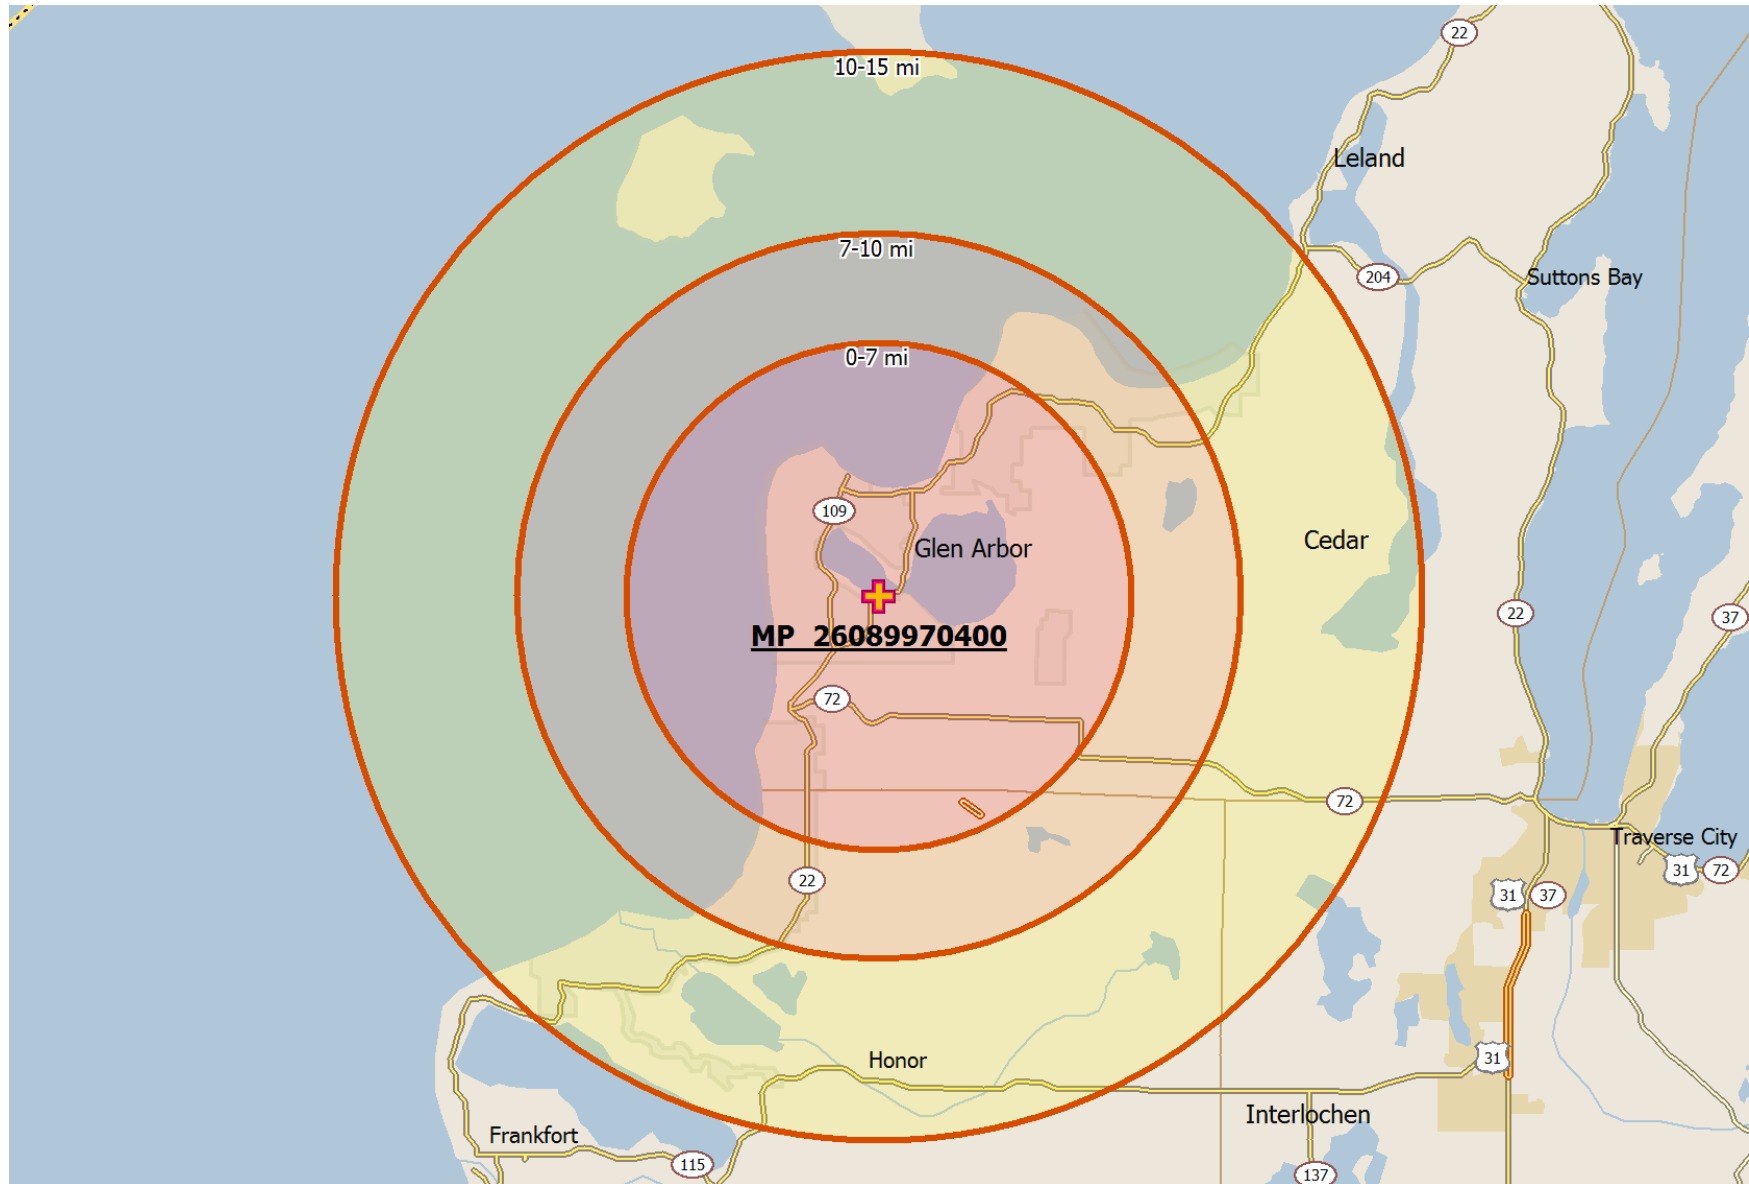 22
10-15 mi
Leland
7-10 mi
204
Suttons Bay
0-7 mi
109
Cedar
Glen Arbor
22
37
MP 26089970400
72
72
Traverse City
31
72
22
31
37
Honor
31
Interlochen
Frankfort
115
137